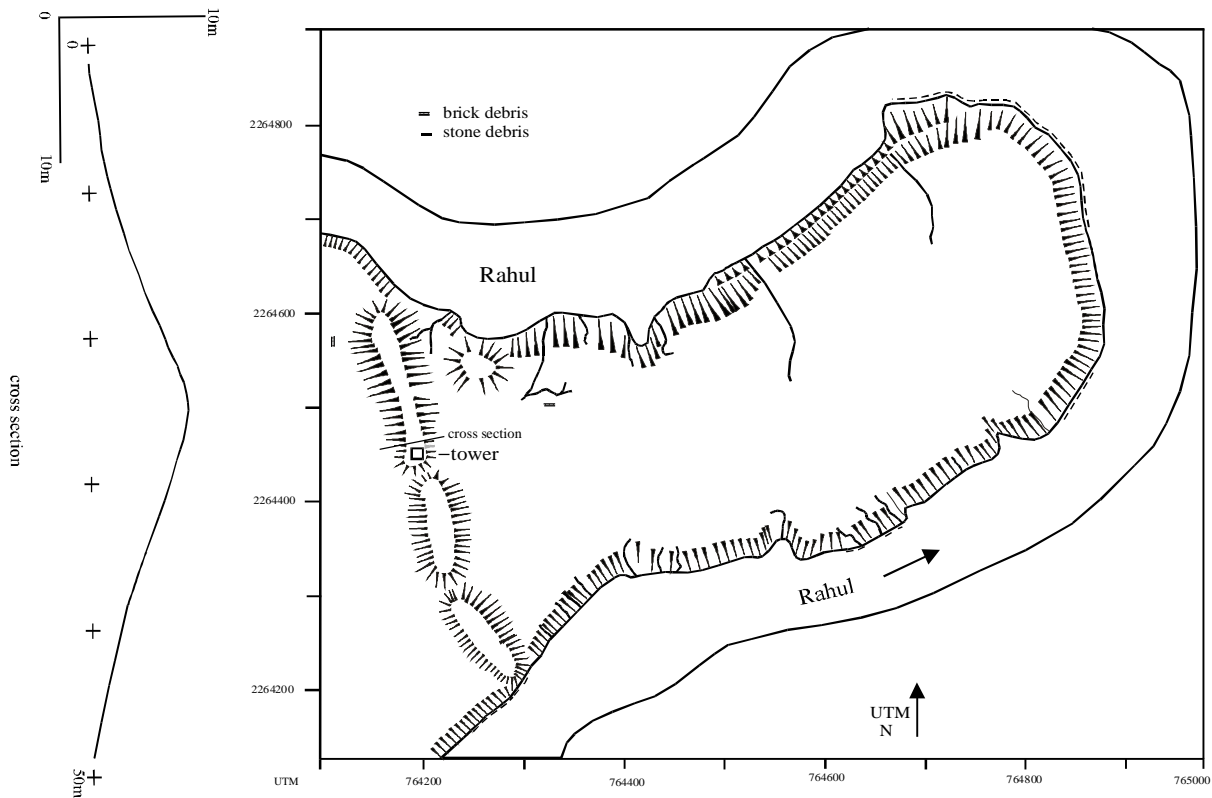 0
10m
0
10m
cross section
50m
brick debris
stone debris
2264800
2264600
2264400
2264200
Rahul
cross section
tower
Rahul
UTM
N
UTM
764200
764400
764600
764800
765000